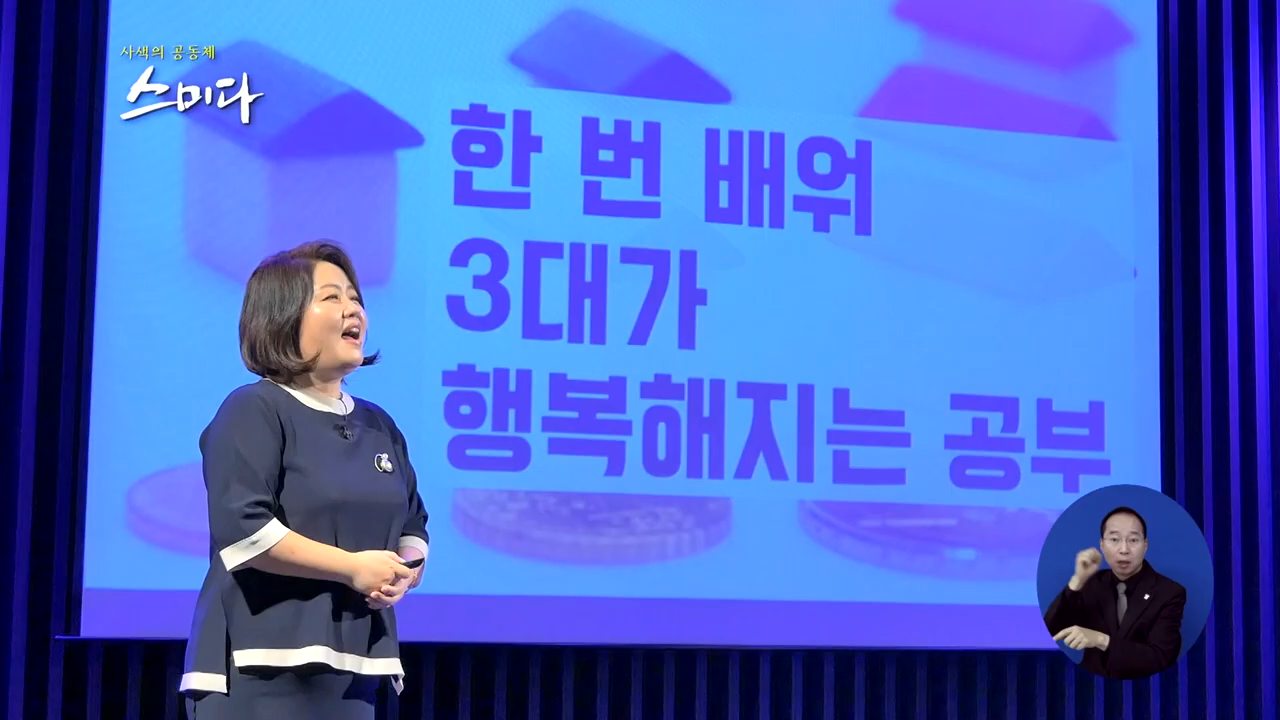 사색의 공동체
스미다
한 번 배워
3대가
행복해지는 공부